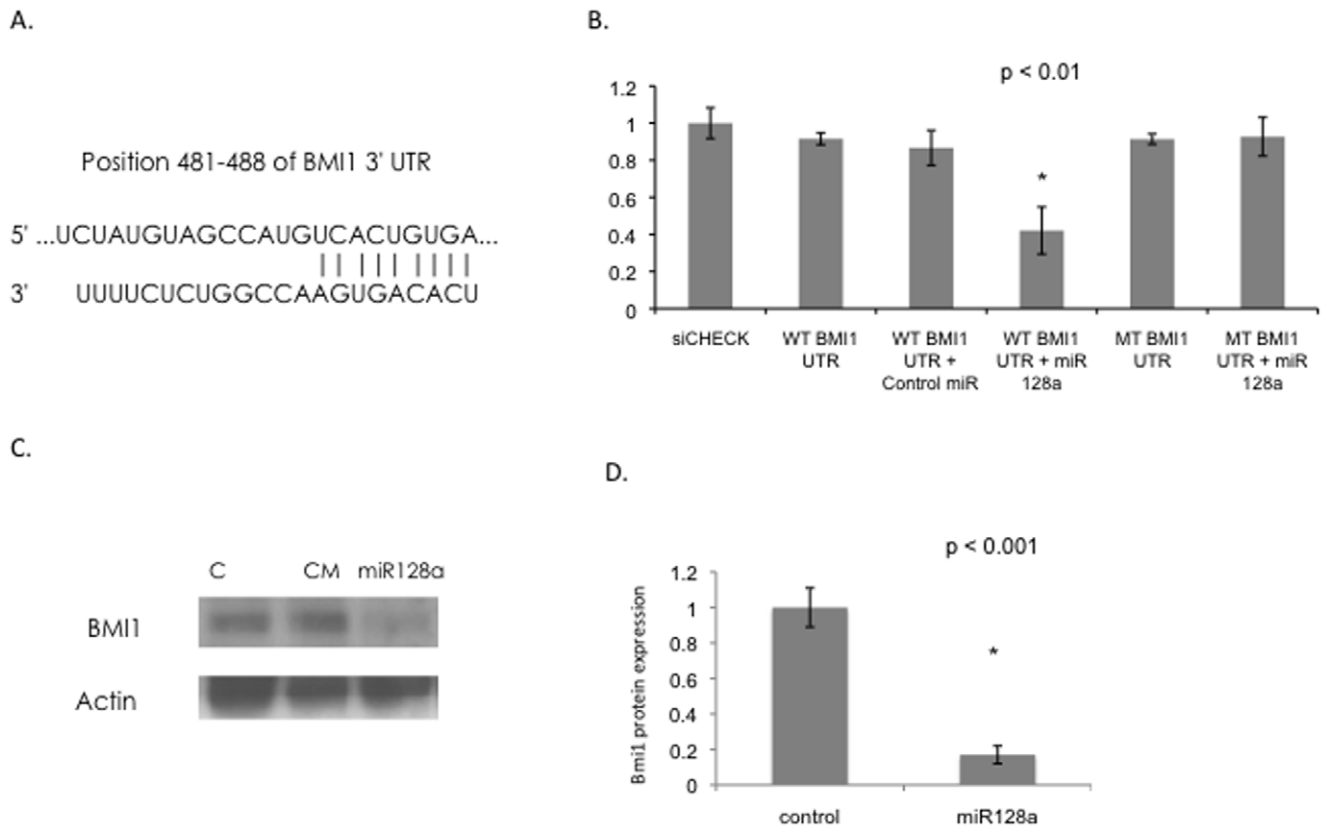 A.
Position 481-488 of BMI1 3' UTR
5' ...UCUAUGUAGCCAUGUCACUGUGA...
3' UUUUCUCUGGCCAAGUGACACU
B.
p < 0.01
1.2
1
0.8
0.6
0.4
0.2
0
*
siCHECK
WT BMI1
UTR
WT BMI1
UTR +
Control miR
WT BMI1
UTR + miR
128a
MT BMI1
UTR
MT BMI1
UTR + miR
128a
C.
C CM miR128a
BMI1
Actin
D.
p < 0.001
Bmi1 protein expression
1.2
1
0.8
0.6
0.4
0.2
0
*
control miR128a